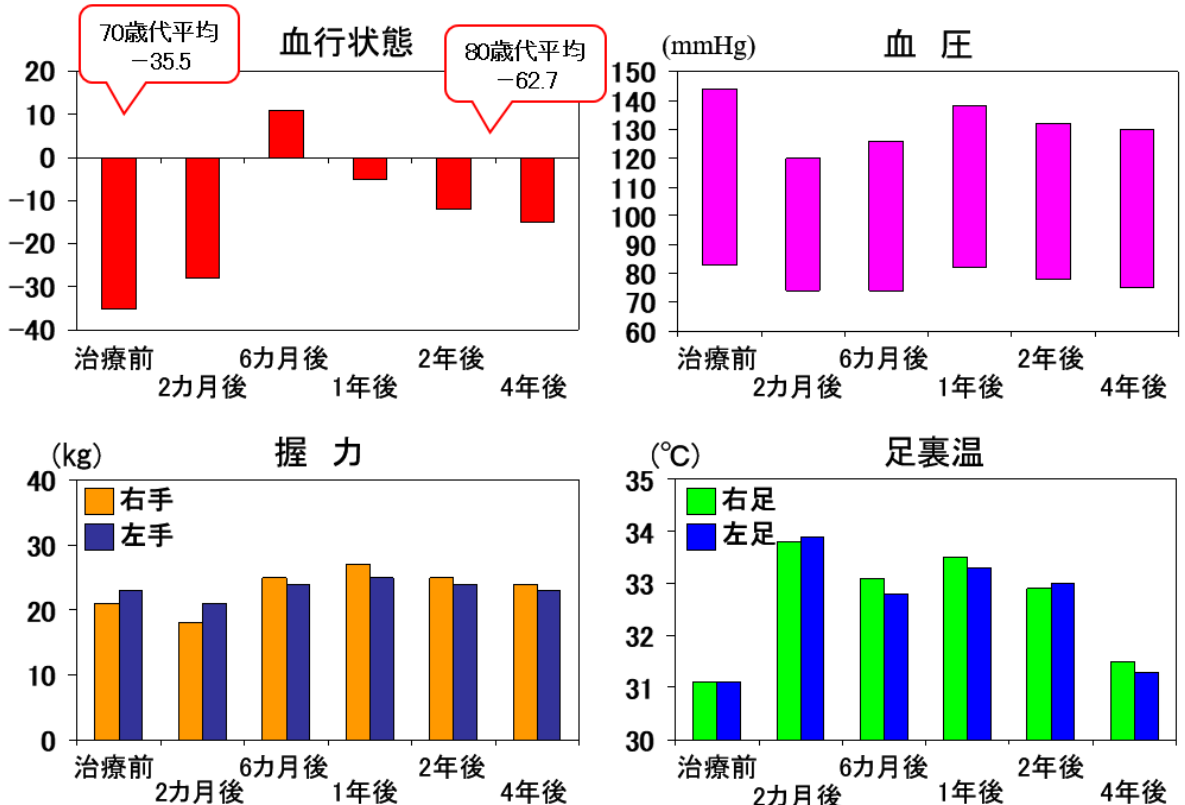 血行状態
70歳代平均
－35.5
80歳代平均
－62.7
20
10
0
－10
－20
－30
－40
治療前
2カ月後
6カ月後
1年後
2年後
4年後
(mmHg)
血 圧
150
140
130
120
110
100
90
80
70
60
治療前
2カ月後
6カ月後
1年後
2年後
4年後
(kg)
握 力
右手
左手
40
30
20
10
0
治療前
2カ月後
6カ月後
1年後
2年後
4年後
(℃)
足裏温
右足
左足
35
34
33
32
31
30
治療前
2カ月後
6カ月後
1年後
2年後
4年後